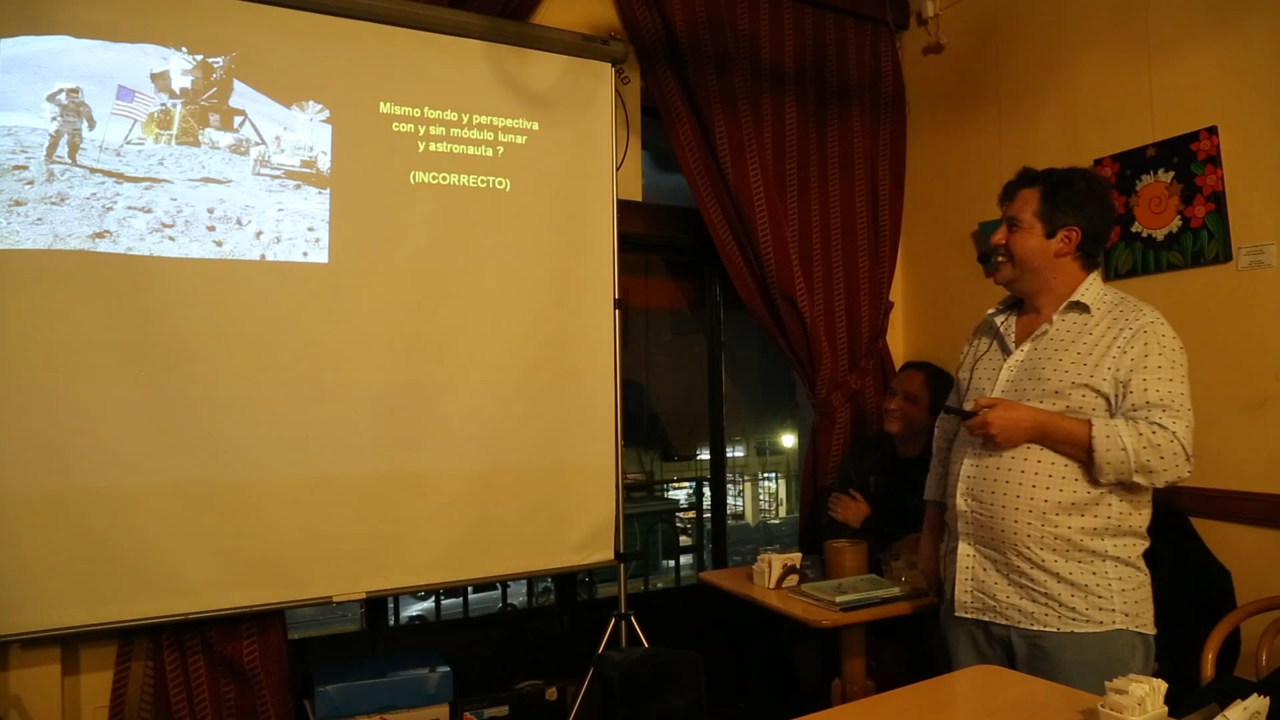 Mismo fondo y perspectiva
con y sin módulo lunar
y astronauta ?
(INCORRECTO)